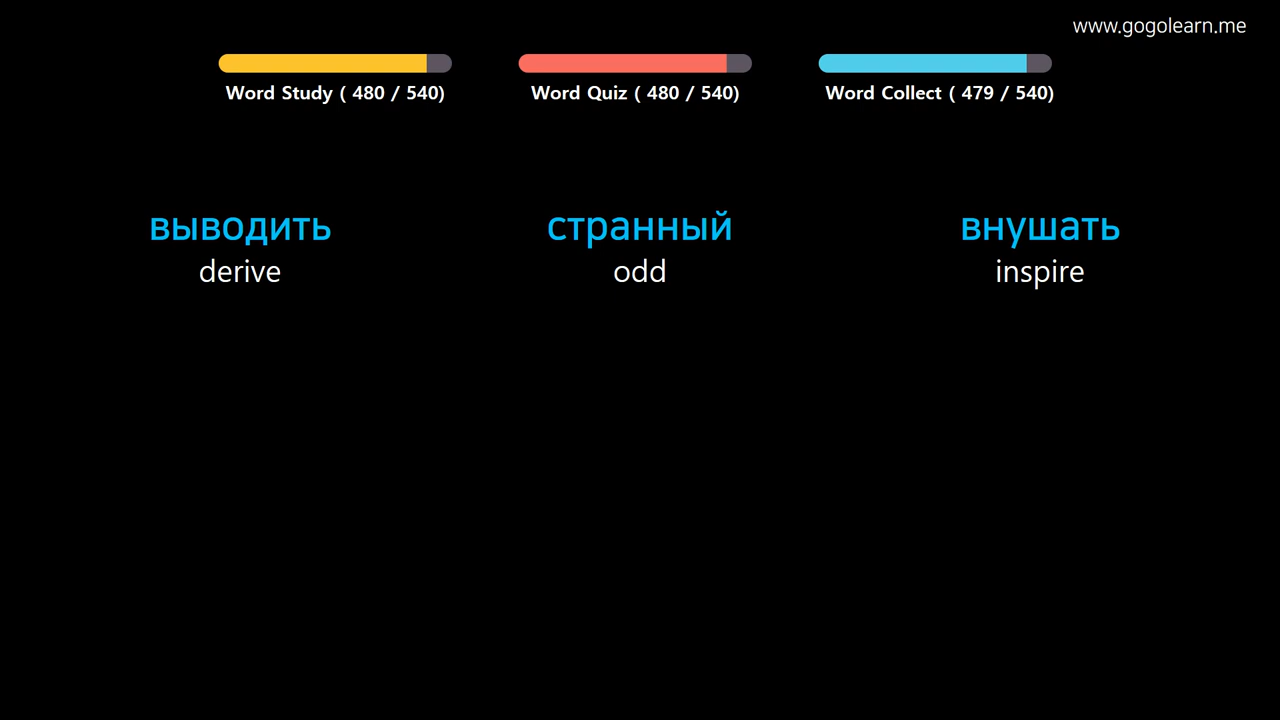 www.gogolearn.me
Word Study ( 480 / 540)
Word Quiz ( 480 / 540)
Word Collect ( 479 / 540)
выводить
derive
странный
odd
внушать
inspire